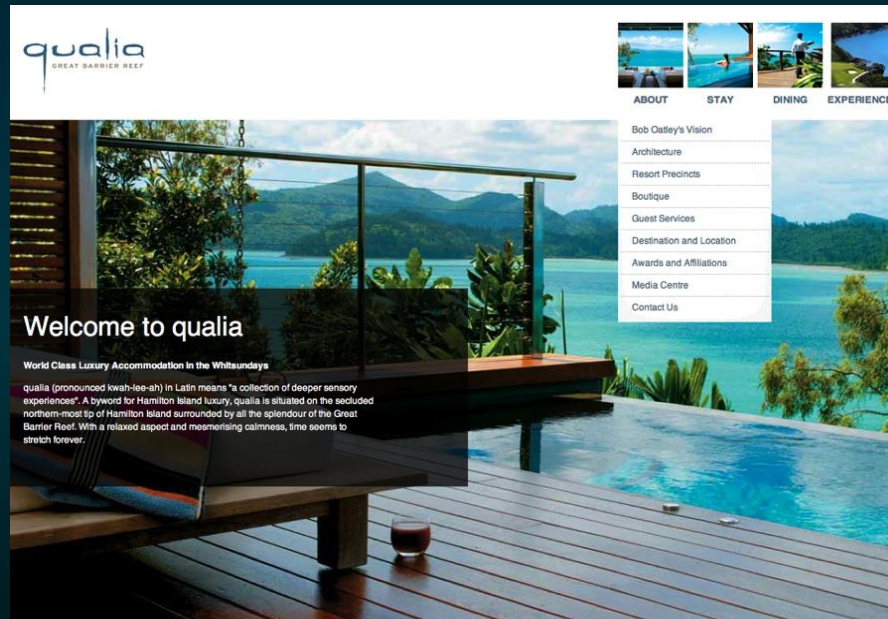 qualia
GREAT BARRIER REEF
ABOUT STAY DINING EXPERIENCE
Bob Oatley's Vision
Architecture
Resort Precincts
Boutique
Guest Services
Destination and Location
Awards and Affiliations
Media Centre
Contact Us
Welcome to qualia
World Class Luxury Accommodation in the Whitsundays
qualia (pronounced kwah-lee-ah) in Latin means "a collection of deeper sensory
experiences". A byword for Hamilton Island luxury, qualia is situated on the secluded
northern-most tip of Hamilton Island surrounded by all the splendour of the Great
Barrier Reef. With a relaxed aspect and mesmerising calmness, time seems to
stretch forever.